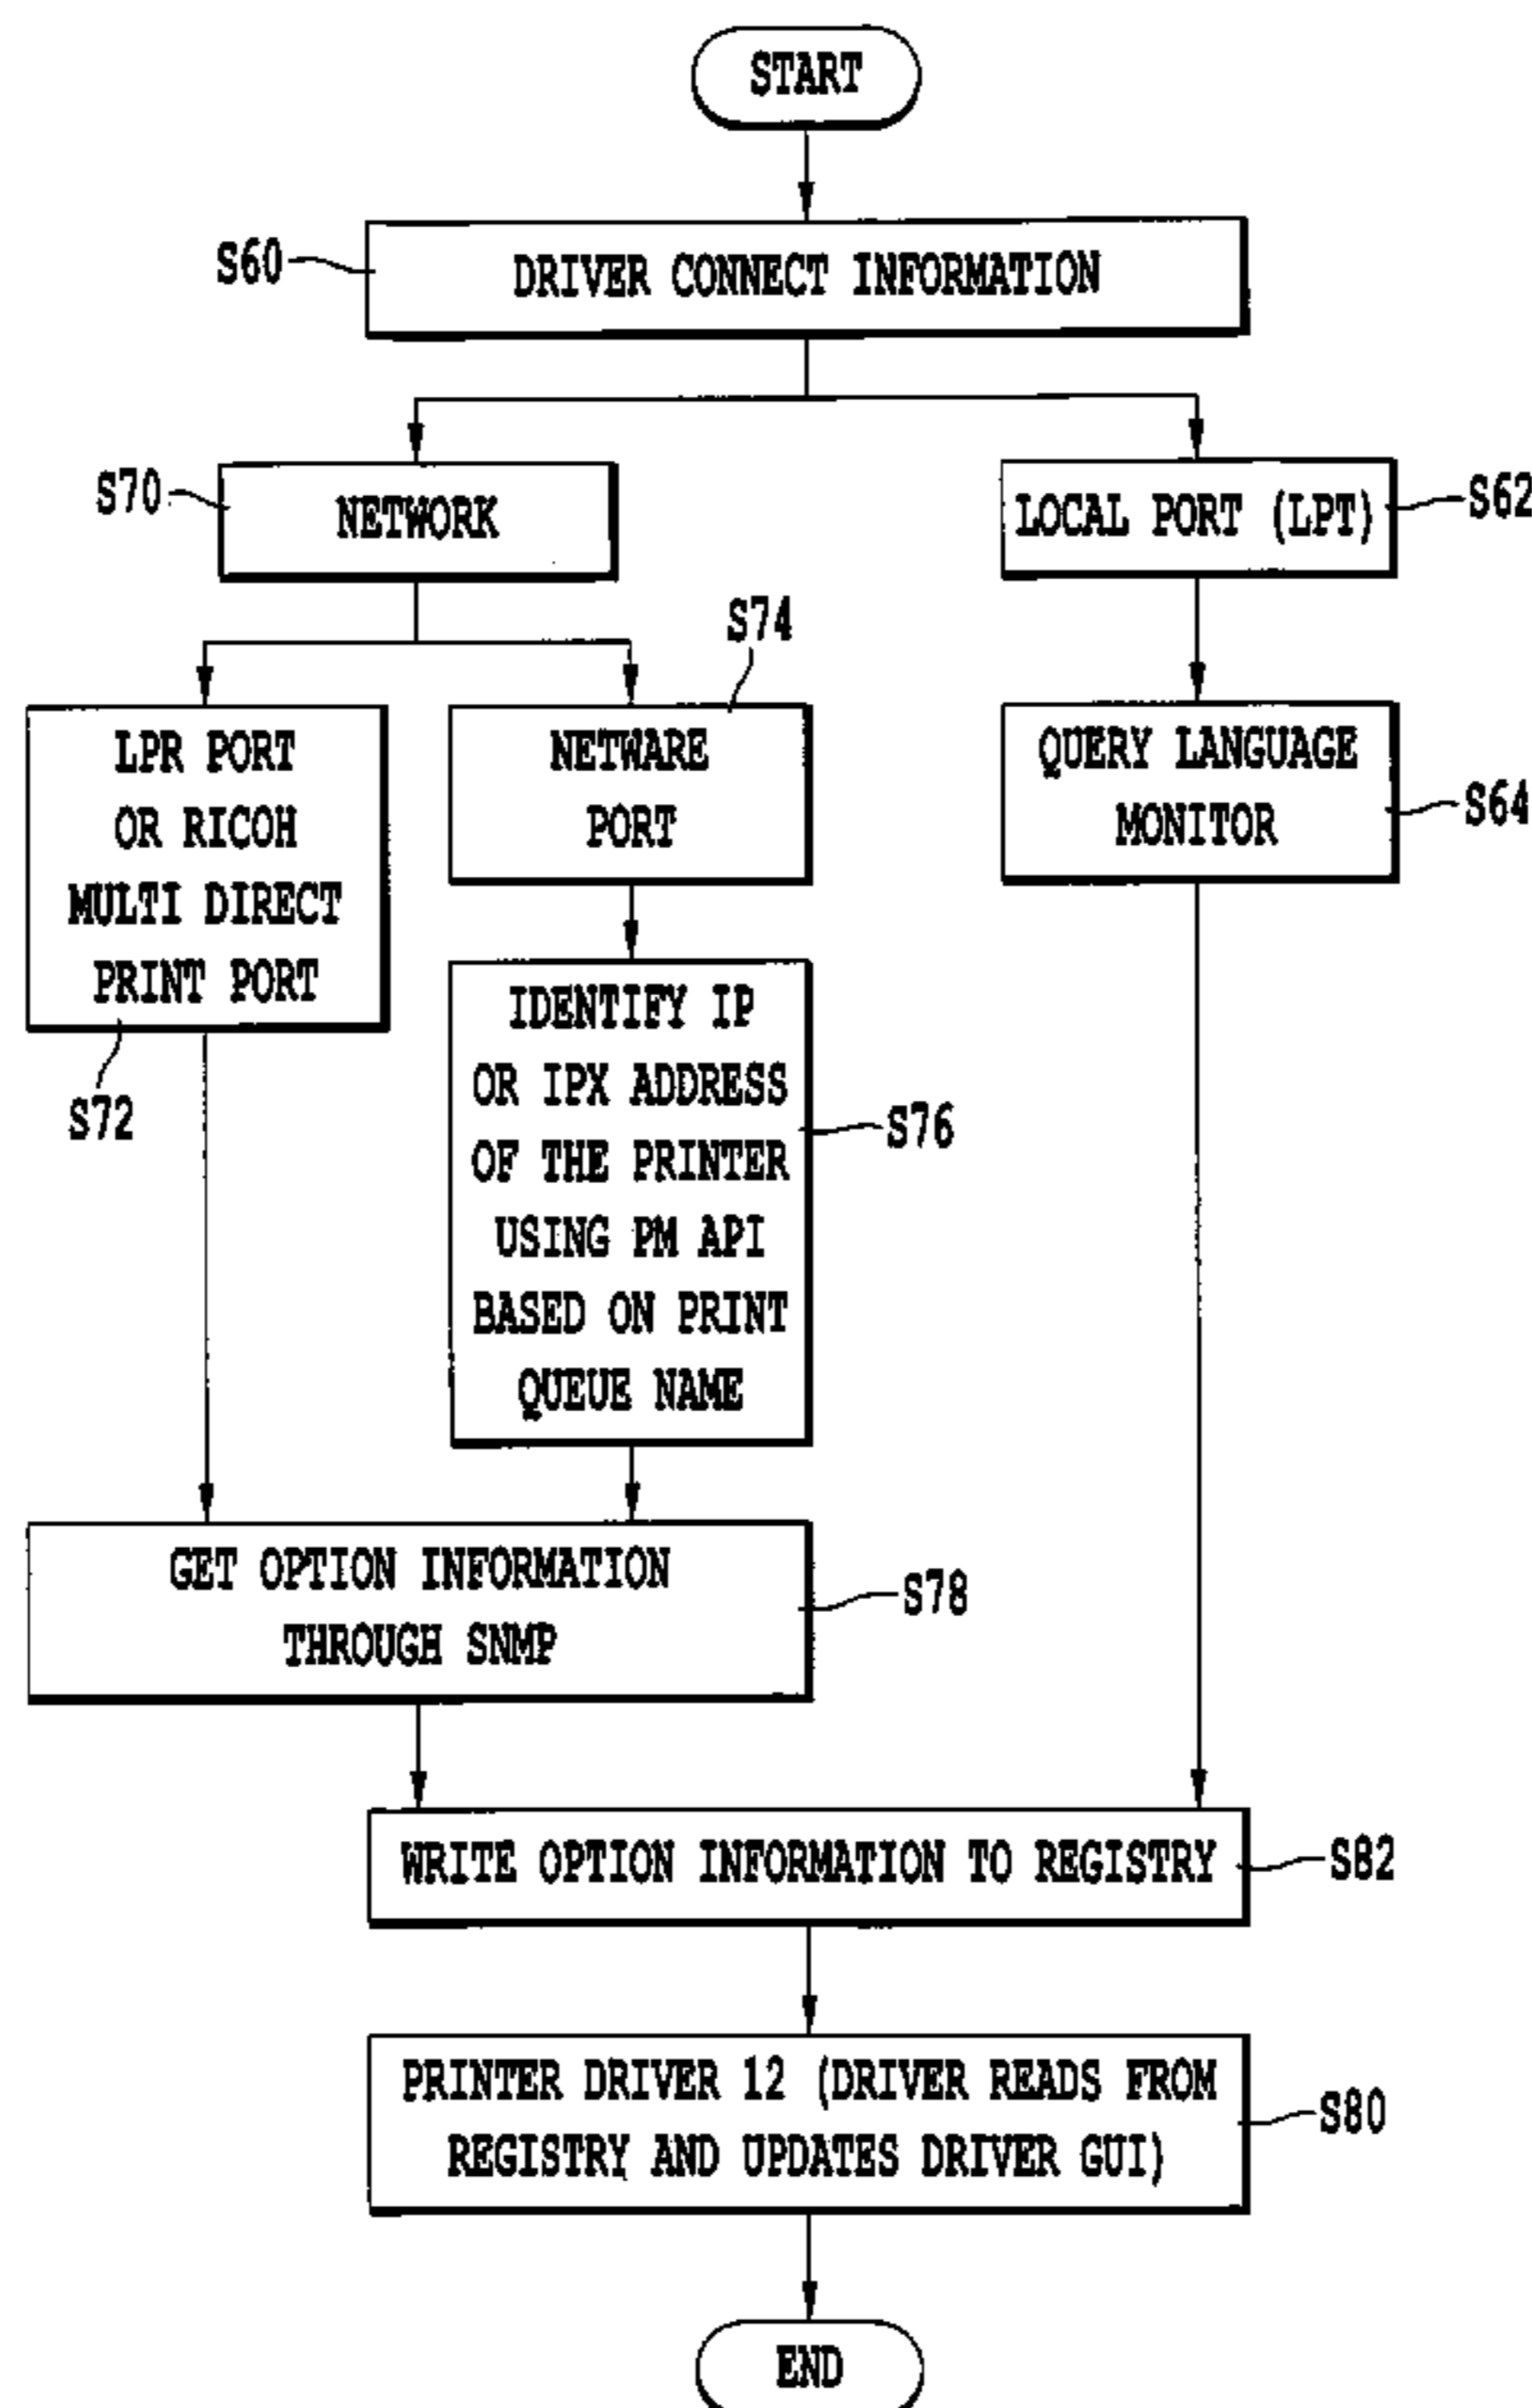 START
S60
DRIVER CONNECT INFORMATION
S70
NETWORK
LOCAL PORT (LPT)
S62
S74
LPR PORT
OR RICOH
MULTI DIRECT
PRINT PORT
S72
NETWARE
PORT
QUERY LANGUAGE
MONITOR
S64
IDENTIFY IP
OR IPX ADDRESS
OF THE PRINTER
USING PM API
BASED ON PRINT
QUEUE NAME
S76
GET OPTION INFORMATION
THROUGH SNMP
S78
WRITE OPTION INFORMATION TO REGISTRY
S82
PRINTER DRIVER 12 (DRIVER READS FROM
REGISTRY AND UPDATES DRIVER GUI)
S80
END